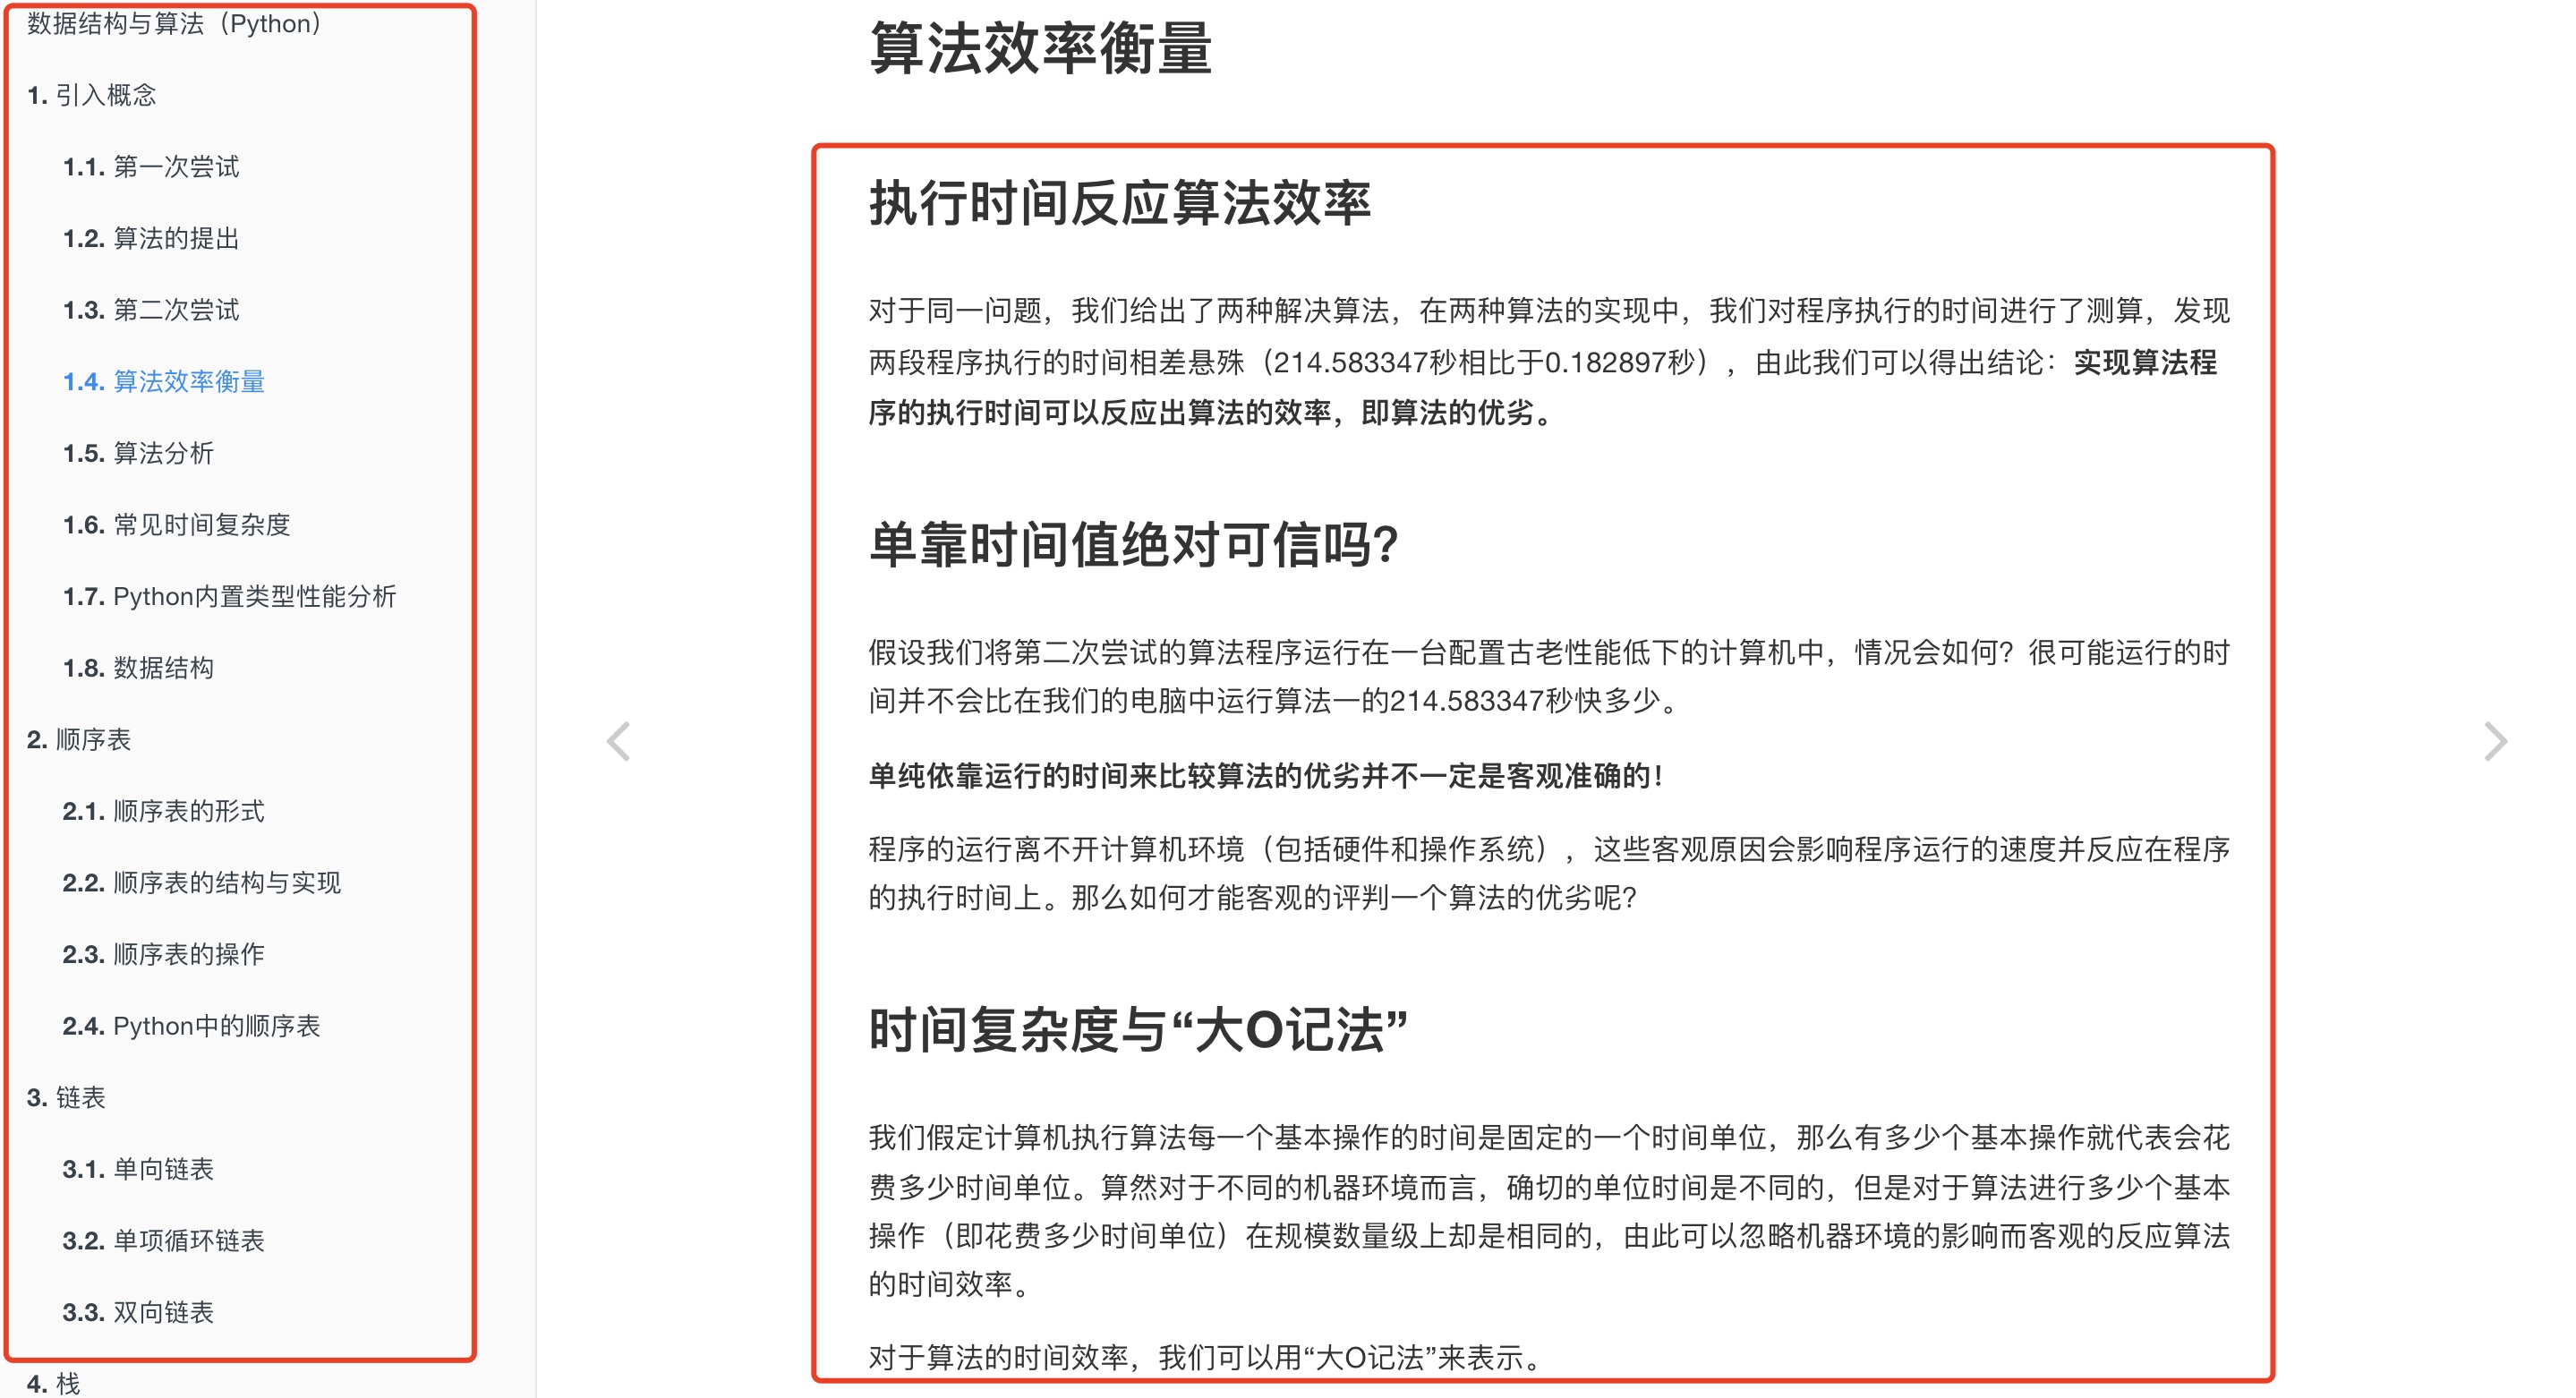 数据结构与算法（Python）
1. 引入概念
1.1. 第一次尝试
1.2. 算法的提出
1.3. 第二次尝试
1.4. 算法效率衡量
1.5. 算法分析
1.6. 常见时间复杂度
1.7. Python内置类型性能分析
1.8. 数据结构
2. 顺序表
2.1. 顺序表的形式
2.2. 顺序表的结构与实现
2.3. 顺序表的操作
2.4. Python中的顺序表
3. 链表
3.1. 单向链表
3.2. 单项循环链表
3.3. 双向链表
4. 栈
算法效率衡量
执行时间反应算法效率
对于同一问题，我们给出了两种解决算法，在两种算法的实现中，我们对程序执行的时间进行了测算，发现
两段程序执行的时间相差悬殊（214.583347秒相比于0.182897秒），由此我们可以得出结论：实现算法程
序的执行时间可以反应出算法的效率，即算法的优劣。
单靠时间值绝对可信吗？
假设我们将第二次尝试的算法程序运行在一台配置古老性能低下的计算机中，情况会如何？很可能运行的时
间并不会比在我们的电脑中运行算法一的214.583347秒快多少。
单纯依靠运行的时间来比较算法的优劣并不一定是客观准确的！
程序的运行离不开计算机环境（包括硬件和操作系统），这些客观原因会影响程序运行的速度并反应在程序
的执行时间上。那么如何才能客观的评判一个算法的优劣呢？
时间复杂度与“大O记法”
我们假定计算机执行算法每一个基本操作的时间是固定的一个时间单位，那么有多少个基本操作就代表会花
费多少时间单位。算然对于不同的机器环境而言，确切的单位时间是不同的，但是对于算法进行多少个基本
操作（即花费多少时间单位）在规模数量级上却是相同的，由此可以忽略机器环境的影响而客观的反应算法
的时间效率。
对于算法的时间效率，我们可以用“大O记法”来表示。